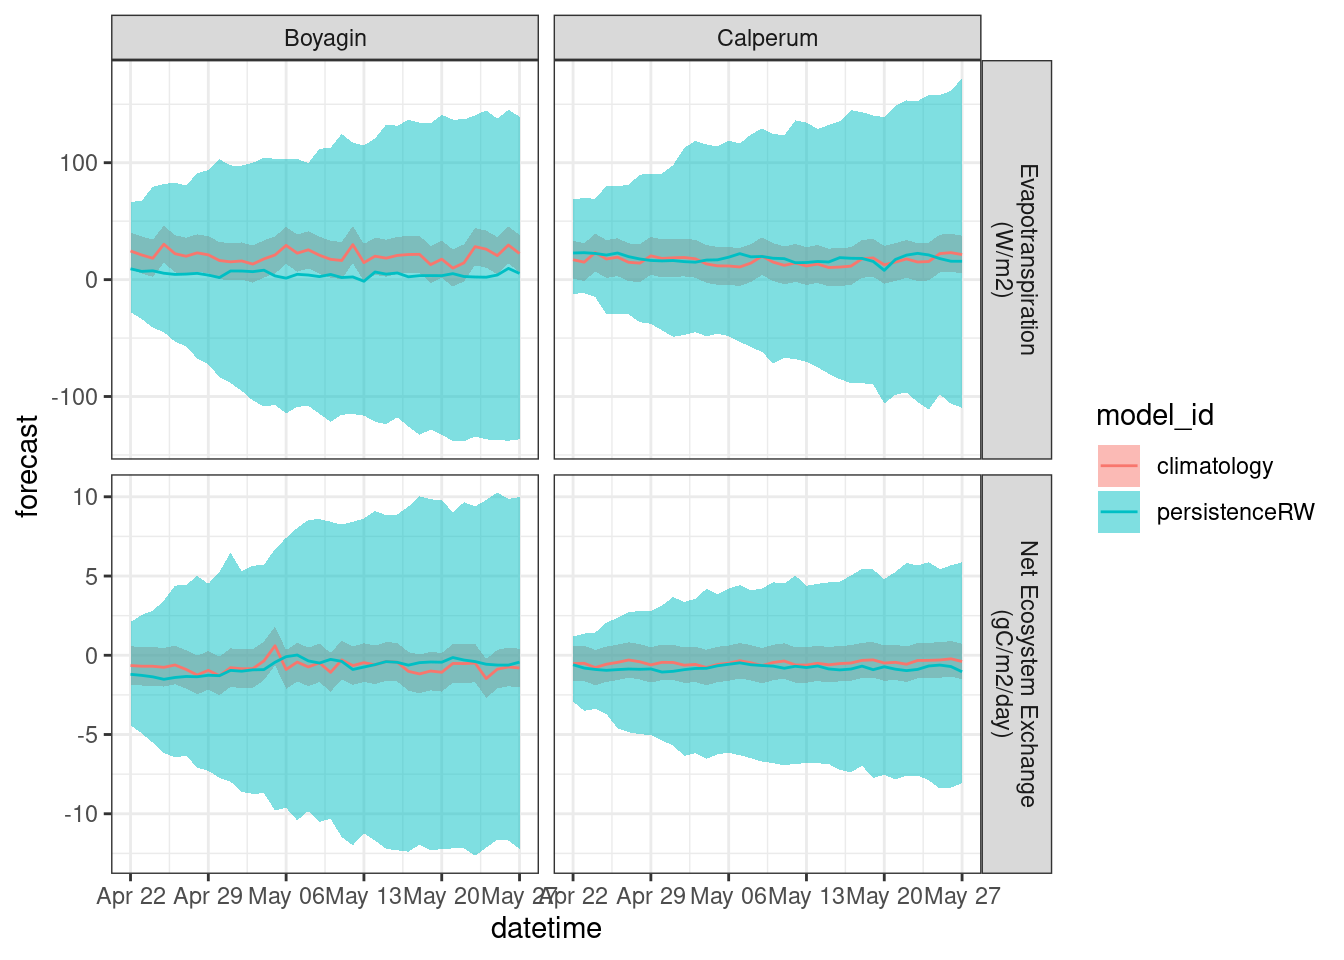 Boyagin
Calperum
100
0
-100
Evapotranspiration
(W/m2)
10
5
0
-5
-10
Net Ecosystem Exchange
(gC/m2/day)
Apr 22
Apr 29
May 06
May 13
May 20
May 27
Apr 22
Apr 29
May 06
May 13
May 20
May 27
datetime
forecast
model_id
climatology
persistenceRW